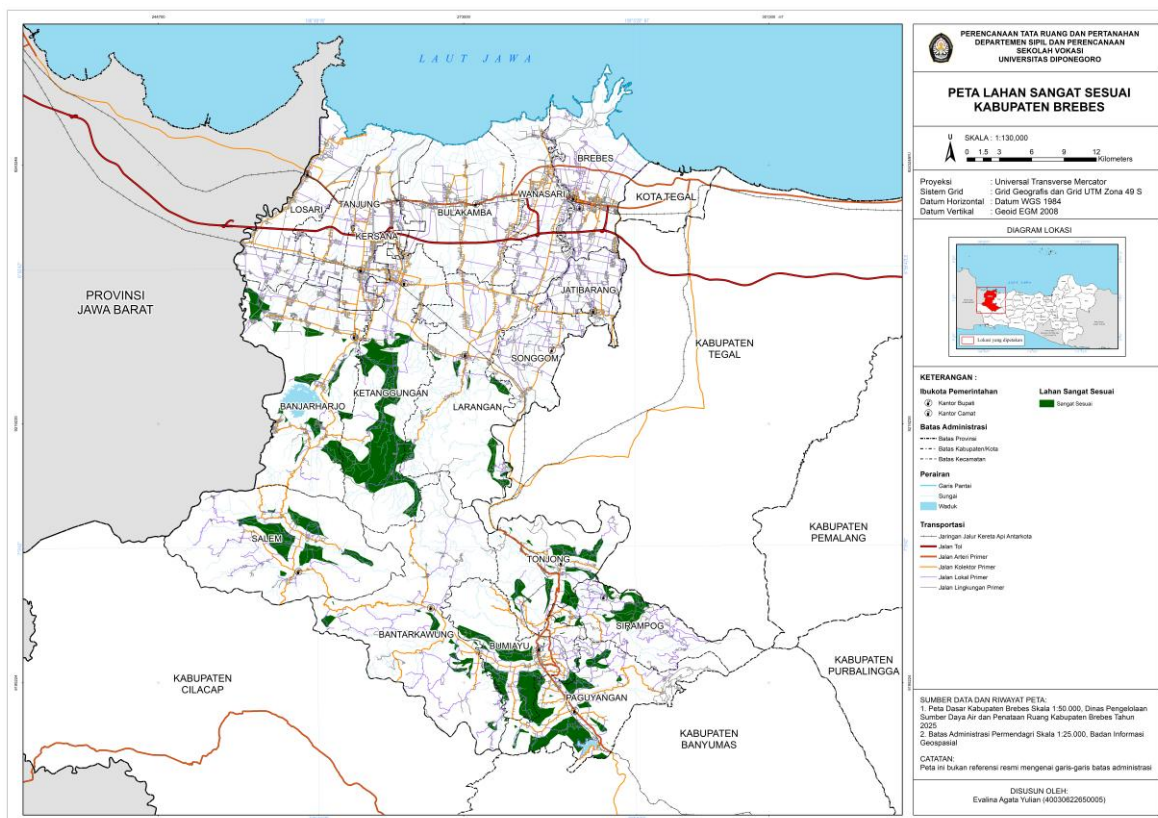 LAUT JAWA
BREBES
WANASARI
KOTA TEGAL
LOSARI
TANJUNG
BULAKAMBA
KERSANA
JATIBARANG
PROVINSI
JAWA BARAT
KABUPATEN
TEGAL
SONGGOM
KETANGGUNGAN
BANJARHARJO
LARANGAN
KABUPATEN
PEMALANG
SALEM
TONJONG
SIRAMPOG
BANTARKAWUNG
BUMIAYU
KABUPATEN
PURBALINGGA
KABUPATEN
CILACAP
PAGUYANGAN
KABUPATEN
BANYUMAS
PERENCANAAN TATA RUANG DAN PERTANAHAN
DEPARTEMEN SIPIL DAN PERENCANAAN
SEKOLAH VOKASI
UNIVERSITAS DIPONEGORO
PETA LAHAN SANGAT SESUAI
KABUPATEN BREBES
U
SKALA : 1:130.000
0 1.5 3 6 9 12
Kilometers
Proyeksi : Universal Transverse Mercator
Sistem Grid : Grid Geografis dan Grid UTM Zona 49 S
Datum Horizontal : Datum WGS 1984
Datum Vertikal : Geoid EGM 2008
DIAGRAM LOKASI
Lokasi yang dipetakan
KETERANGAN :
Ibukota Pemerintahan
Kantor Bupati
Kantor Camat
Lahan Sangat Sesuai
Sangat Sesuai
Batas Administrasi
Batas Provinsi
Batas Kabupaten/Kota
Batas Kecamatan
Perairan
Garis Pantai
Sungai
Waduk
Transportasi
Jaringan Jalur Kereta Api Antarkota
Jalan Tol
Jalan Arteri Primer
Jalan Kolektor Primer
Jalan Lokal Primer
Jalan Lingkungan Primer
SUMBER DATA DAN RIWAYAT PETA:
1. Peta Dasar Kabupaten Brebes Skala 1:50.000, Dinas Pengelolaan
Sumber Daya Air dan Penataan Ruang Kabupaten Brebes Tahun
2025
2. Batas Administrasi Permendagri Skala 1:25.000, Badan Informasi
Geospasial
CATATAN:
Peta ini bukan referensi resmi mengenai garis-garis batas administrasi
DISUSUN OLEH:
Evalina Agata Yulian (40030622650005)